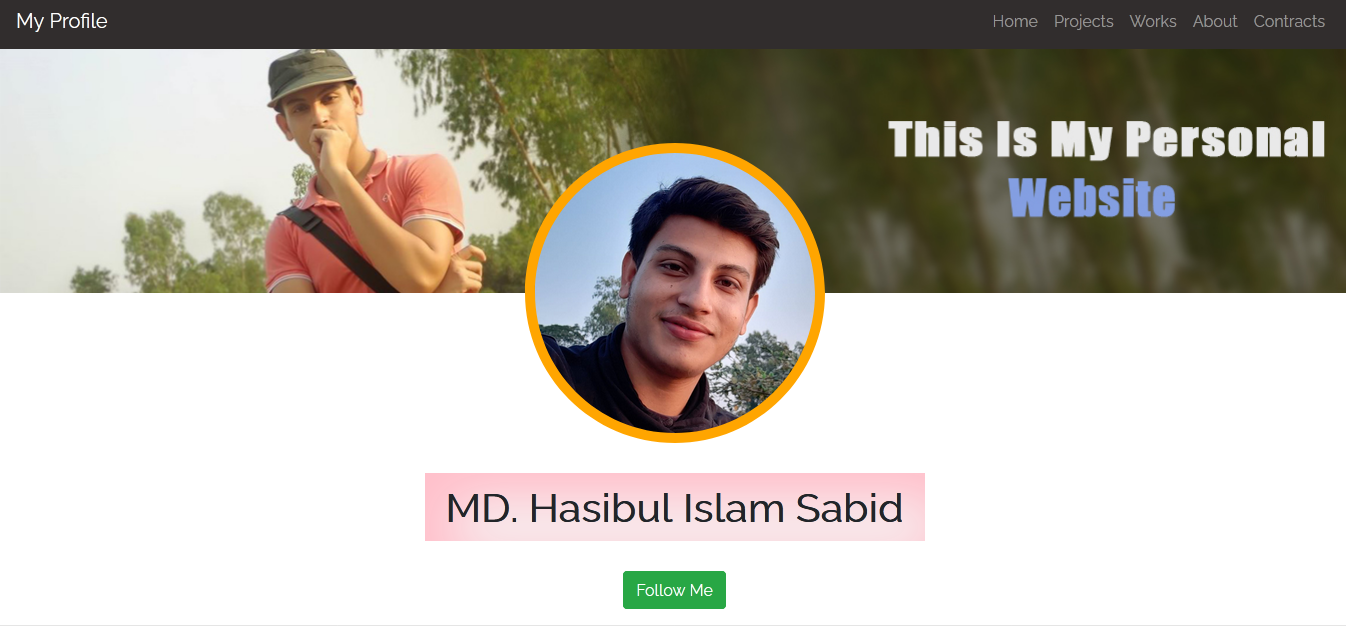 My Profile
Home Projects Works About Contracts
This Is My Personal
Website
MD. Hasibul Islam Sabid
Follow Me